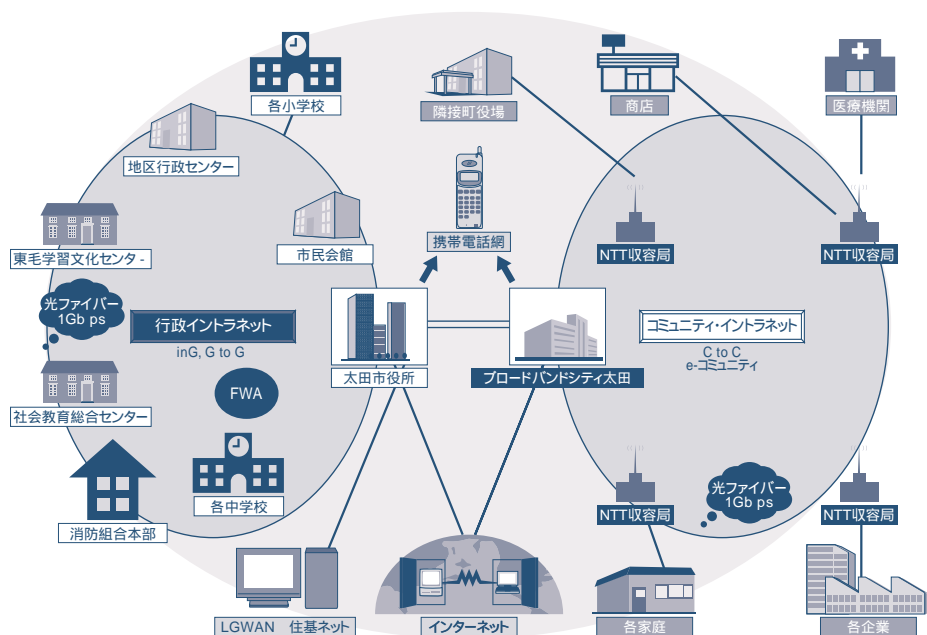 各小学校
隣接町役場
商店
医療機関
地区行政センター
携帯電話網
市民会館
東毛学習文化センタ-
NTT収容局
NTT収容局
光ファイバー
1Gb ps
行政イントラネット
inG, G to G
コミュニティ・イントラネット
C to C
e-コミュニティ
太田市役所
ブロードバンドシティ太田
FWA
社会教育総合センター
各中学校
消防組合本部
光ファイバー
1Gb ps
NTT収容局
NTT収容局
LGWAN 住基ネット
インターネット
各家庭
各企業